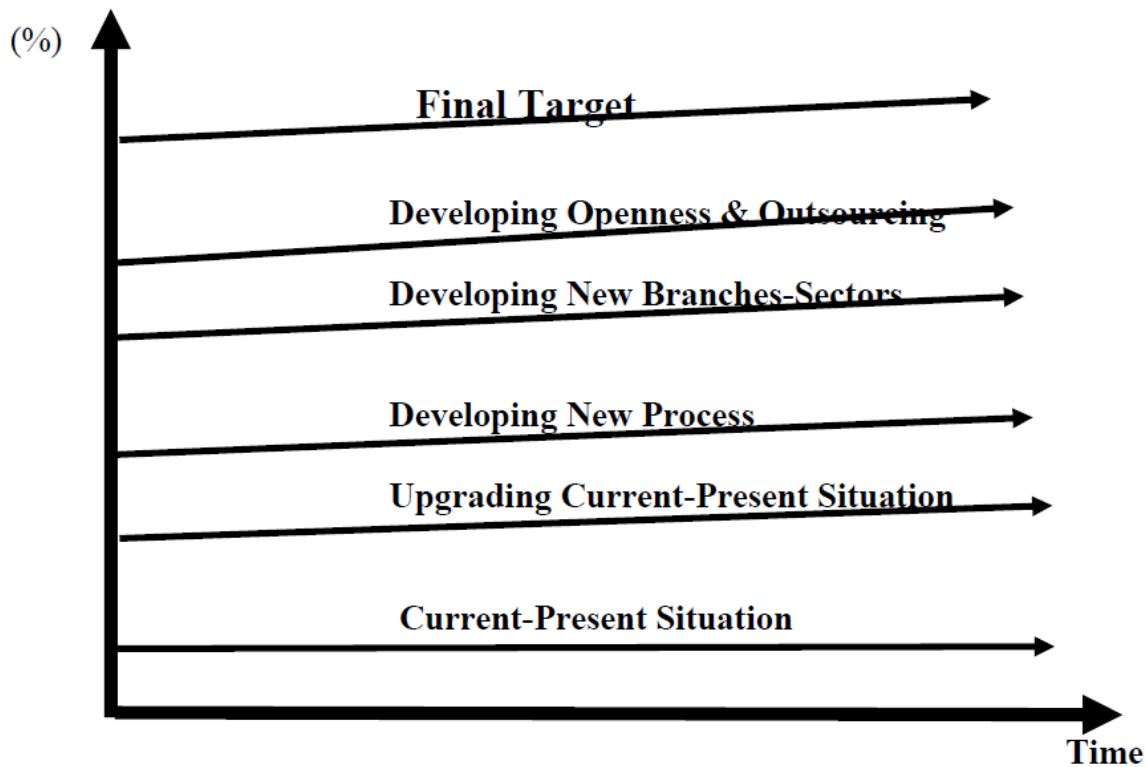 (%)
Final Target
Developing Openness & Outsourcing
Developing New Branches-Sectors
Developing New Process
Upgrading Current-Present Situation
Current-Present Situation
Time